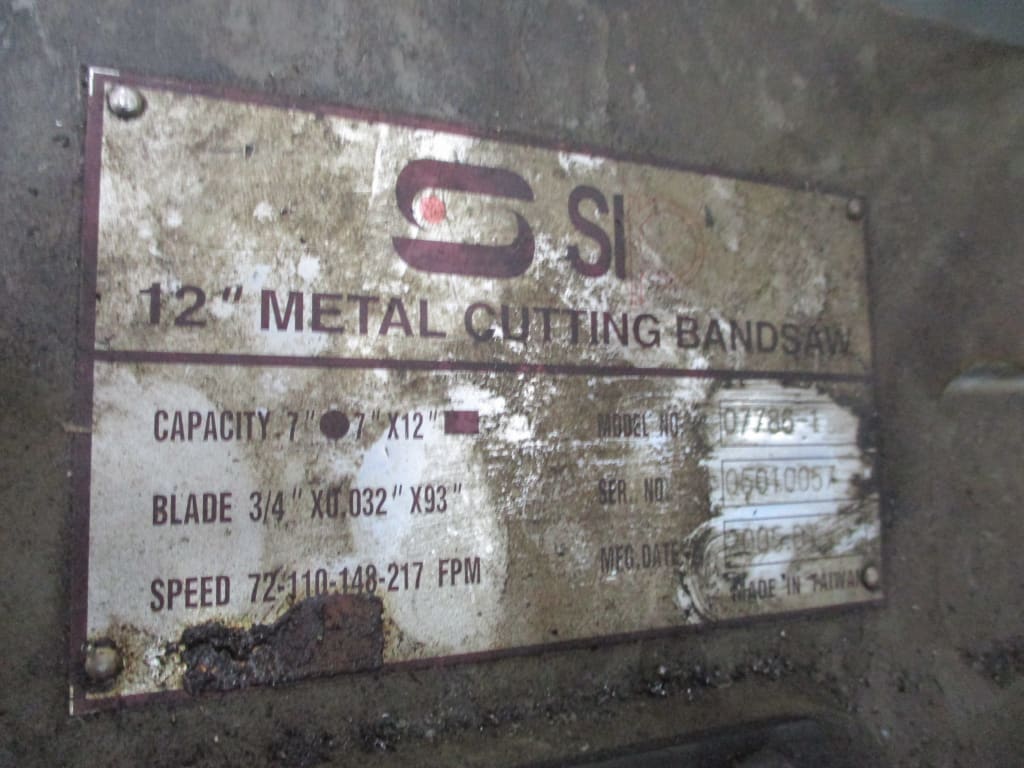 SI
12" METAL CUTTING BANDSAW
CAPACITY 7" 7" X12"
BLADE 3/4" X0.032" X93"
SPEED 72-110-148-217 FPM
MODEL NO.
SER. NO.
MFG.DATE
MADE IN TAIWAN